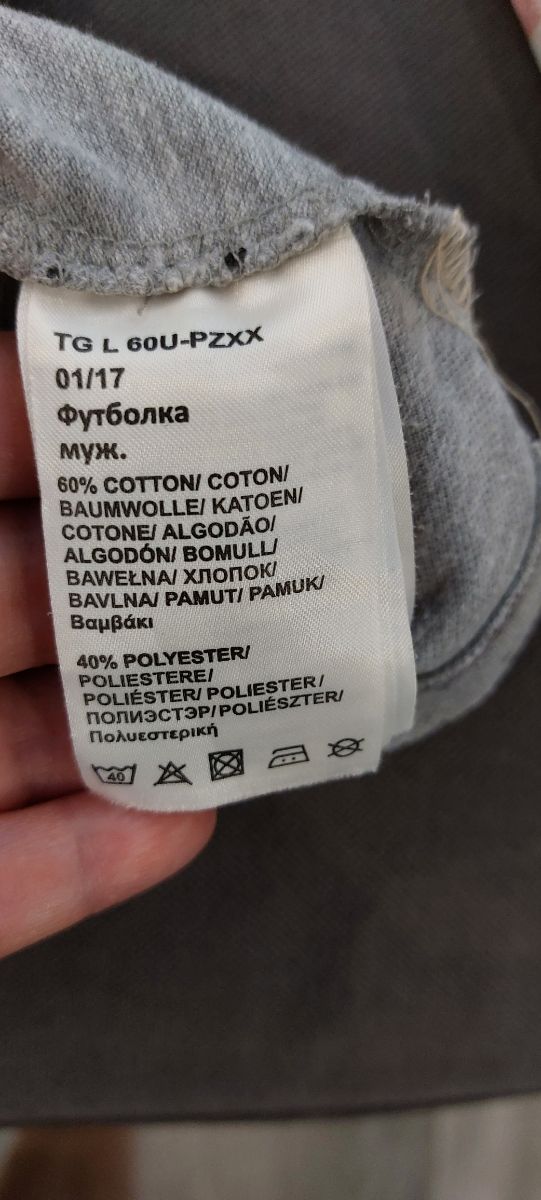 TG L 60U-PZXX
01/17
Футболка
муж.
60% COTTON/ COTON/
BAUMWOLLE/ KATOEN/
COTONE/ ALGODÃO/
ALGODÓN/ BOMULL/
BAWEŁNA/ ХЛОПОК/
BAVLNA/ PAMUT/ PAMUK/
Βαμβάκι
40% POLYESTER/
POLIESTERE/
POLIÉSTER/ POLIESTER/
ПОЛИЭСТЭР/ POLIÉSZTER/
Πολυεστερική
40